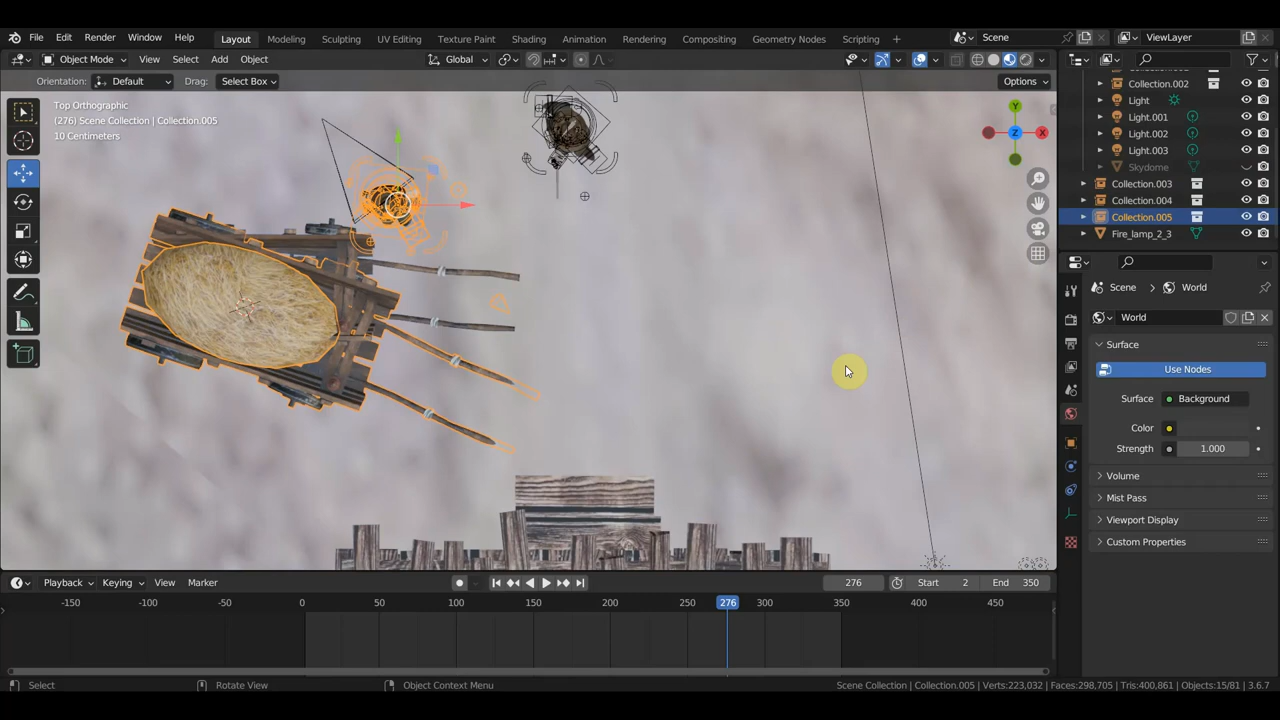 File Edit Render Window Help Layout Modeling Sculpting UV Editing Texture Paint Shading Animation Rendering Compositing Geometry Nodes Scripting + Scene ViewLayer
Object Mode View Select Add Object Global
Orientation: Default Drag: Select Box Options
Top Orthographic
(276) Scene Collection | Collection.005
10 Centimeters
Y
X
Z
Collection.002
Light
Light.001
Light.002
Light.003
Skydome
Collection.003
Collection.004
Collection.005
Fire_lamp_2_3
Scene World
World
Surface
Use Nodes
Surface Background
Color
Strength 1.000
Volume
Mist Pass
Viewport Display
Custom Properties
Playback Keying View Marker 276 Start 2 End 350
-150 -100 -50 0 50 100 150 200 250 276 300 350 400 450
Select Rotate View Object Context Menu Scene Collection | Collection.005 | Verts:223,032 | Faces:298,705 | Tris:400,861 | Objects:15/81 | 3.6.7